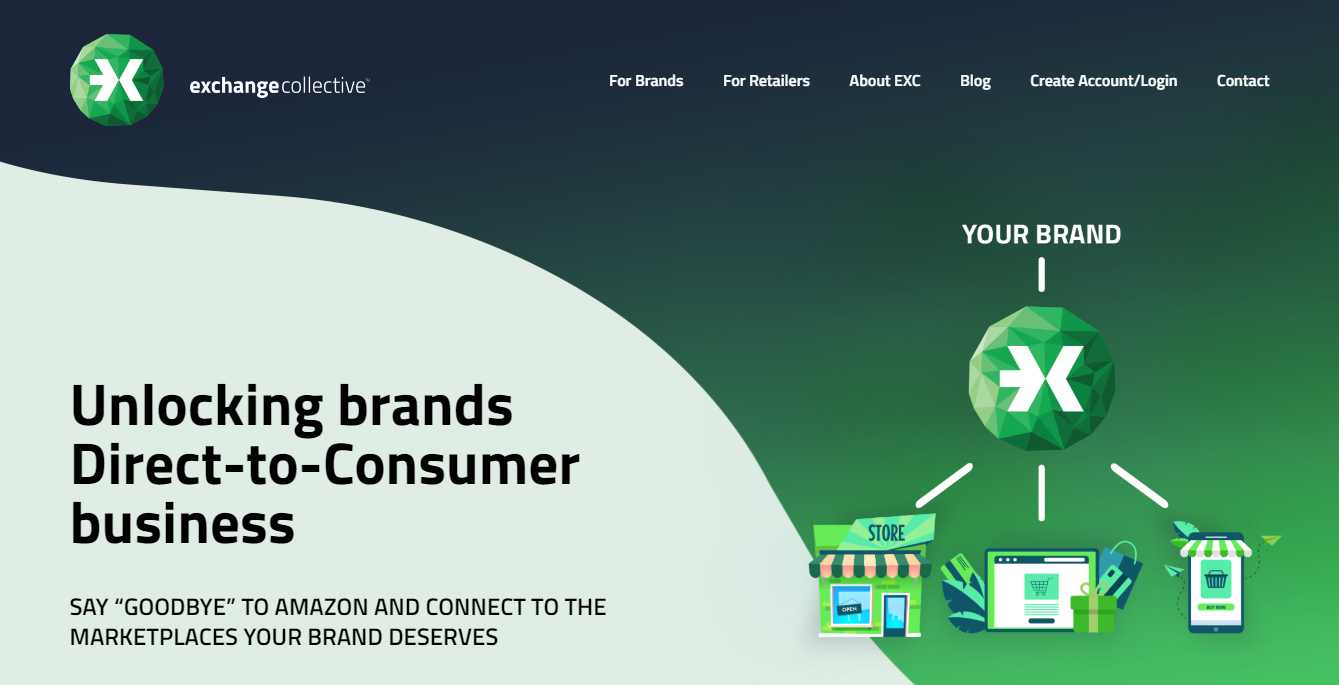 exchangecollective™
For Brands
For Retailers
About EXC
Blog
Create Account/Login
Contact
YOUR BRAND
Unlocking brands
Direct-to-Consumer
business
SAY “GOODBYE” TO AMAZON AND CONNECT TO THE
MARKETPLACES YOUR BRAND DESERVES
STORE
OPEN
BUY NOW